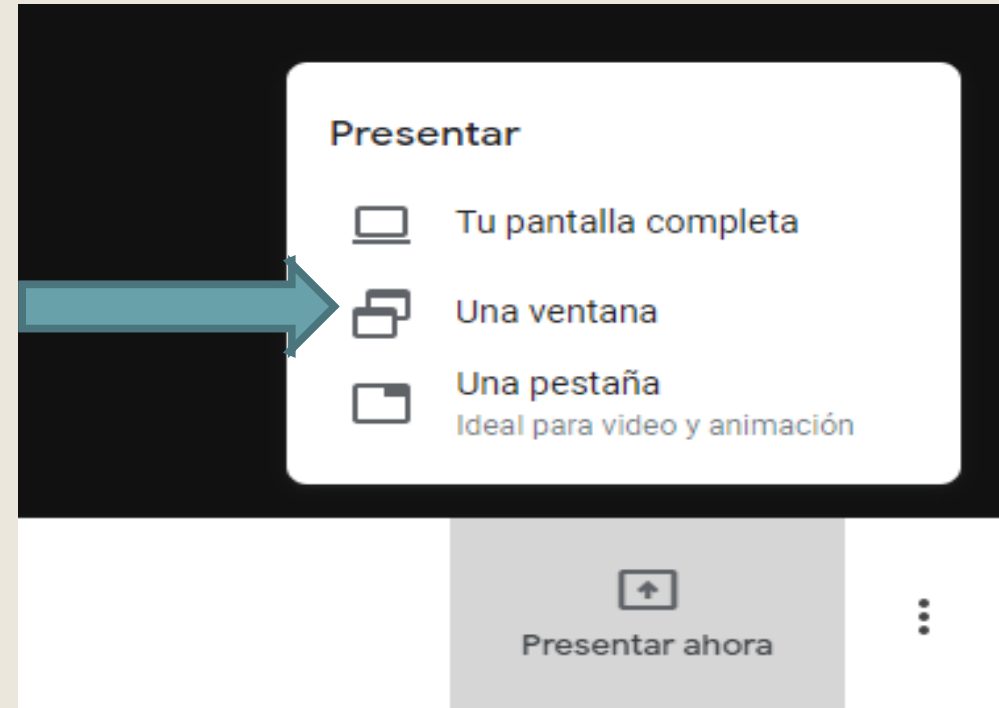 Presentar
Tu pantalla completa
Una ventana
Una pestaña
Ideal para video y animación
Presentar ahora